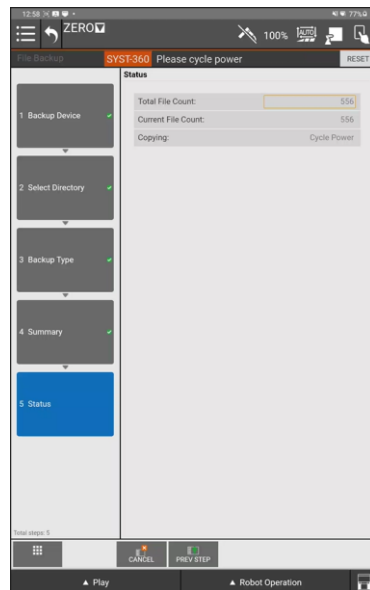 12:58
77%
ZERO
100%
AUTO
File Backup
SYST-360 Please cycle power
RESET
Status
1 Backup Device
2 Select Directory
3 Backup Type
4 Summary
5 Status
Total File Count: 556
Current File Count: 556
Copying: Cycle Power
Total steps: 5
CANCEL
PREV STEP
▲ Play
▲ Robot Operation